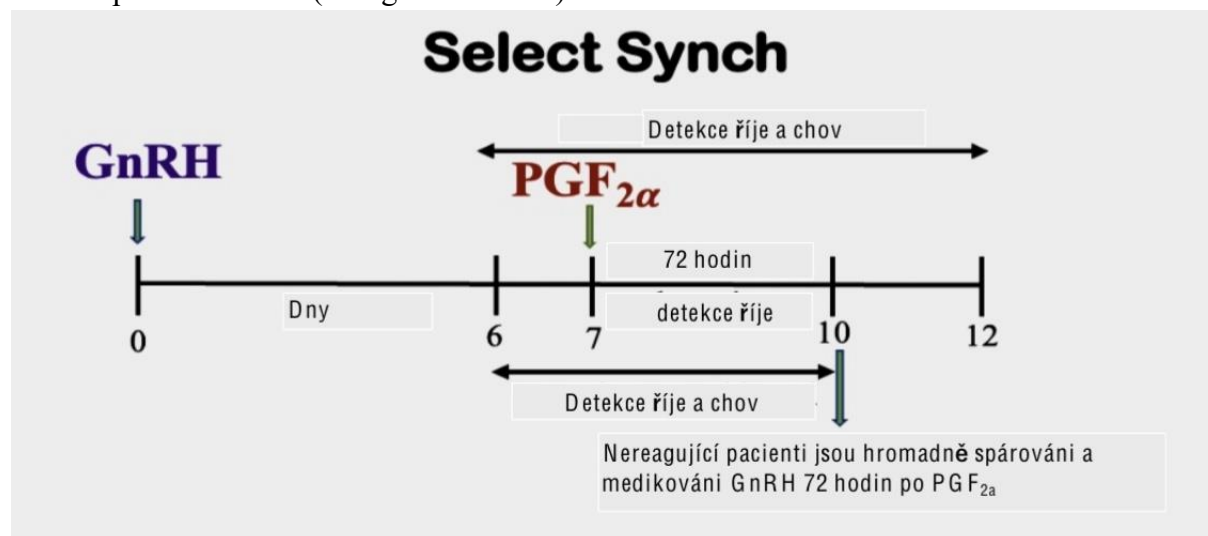 Select Synch
Detekce říje a chov
GnRH
PGF2α
72 hodin
Dny
detekce říje
0
6
7
10
12
Detekce říje a chov
Nereagující pacienti jsou hromadně spárováni a
medikováni GnRH 72 hodin po PGF2a